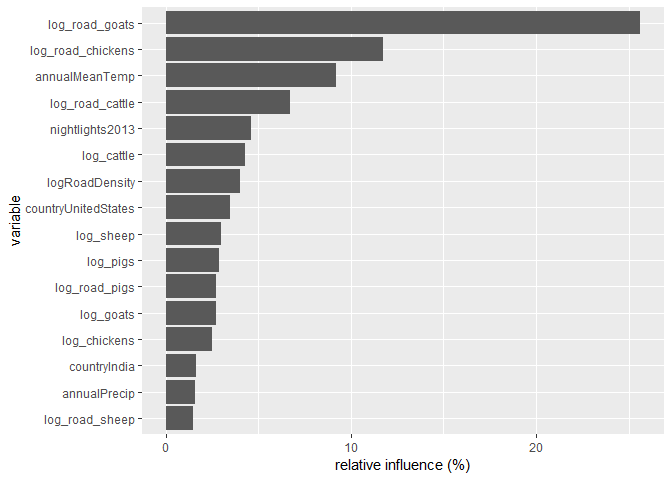 log_road_goats
log_road_chickens
annualMeanTemp
log_road_cattle
nightlights2013
log_cattle
logRoadDensity
countryUnitedStates
log_sheep
log_pigs
log_road_pigs
log_goats
log_chickens
countryIndia
annualPrecip
log_road_sheep
variable
0 10 20
relative influence (%)